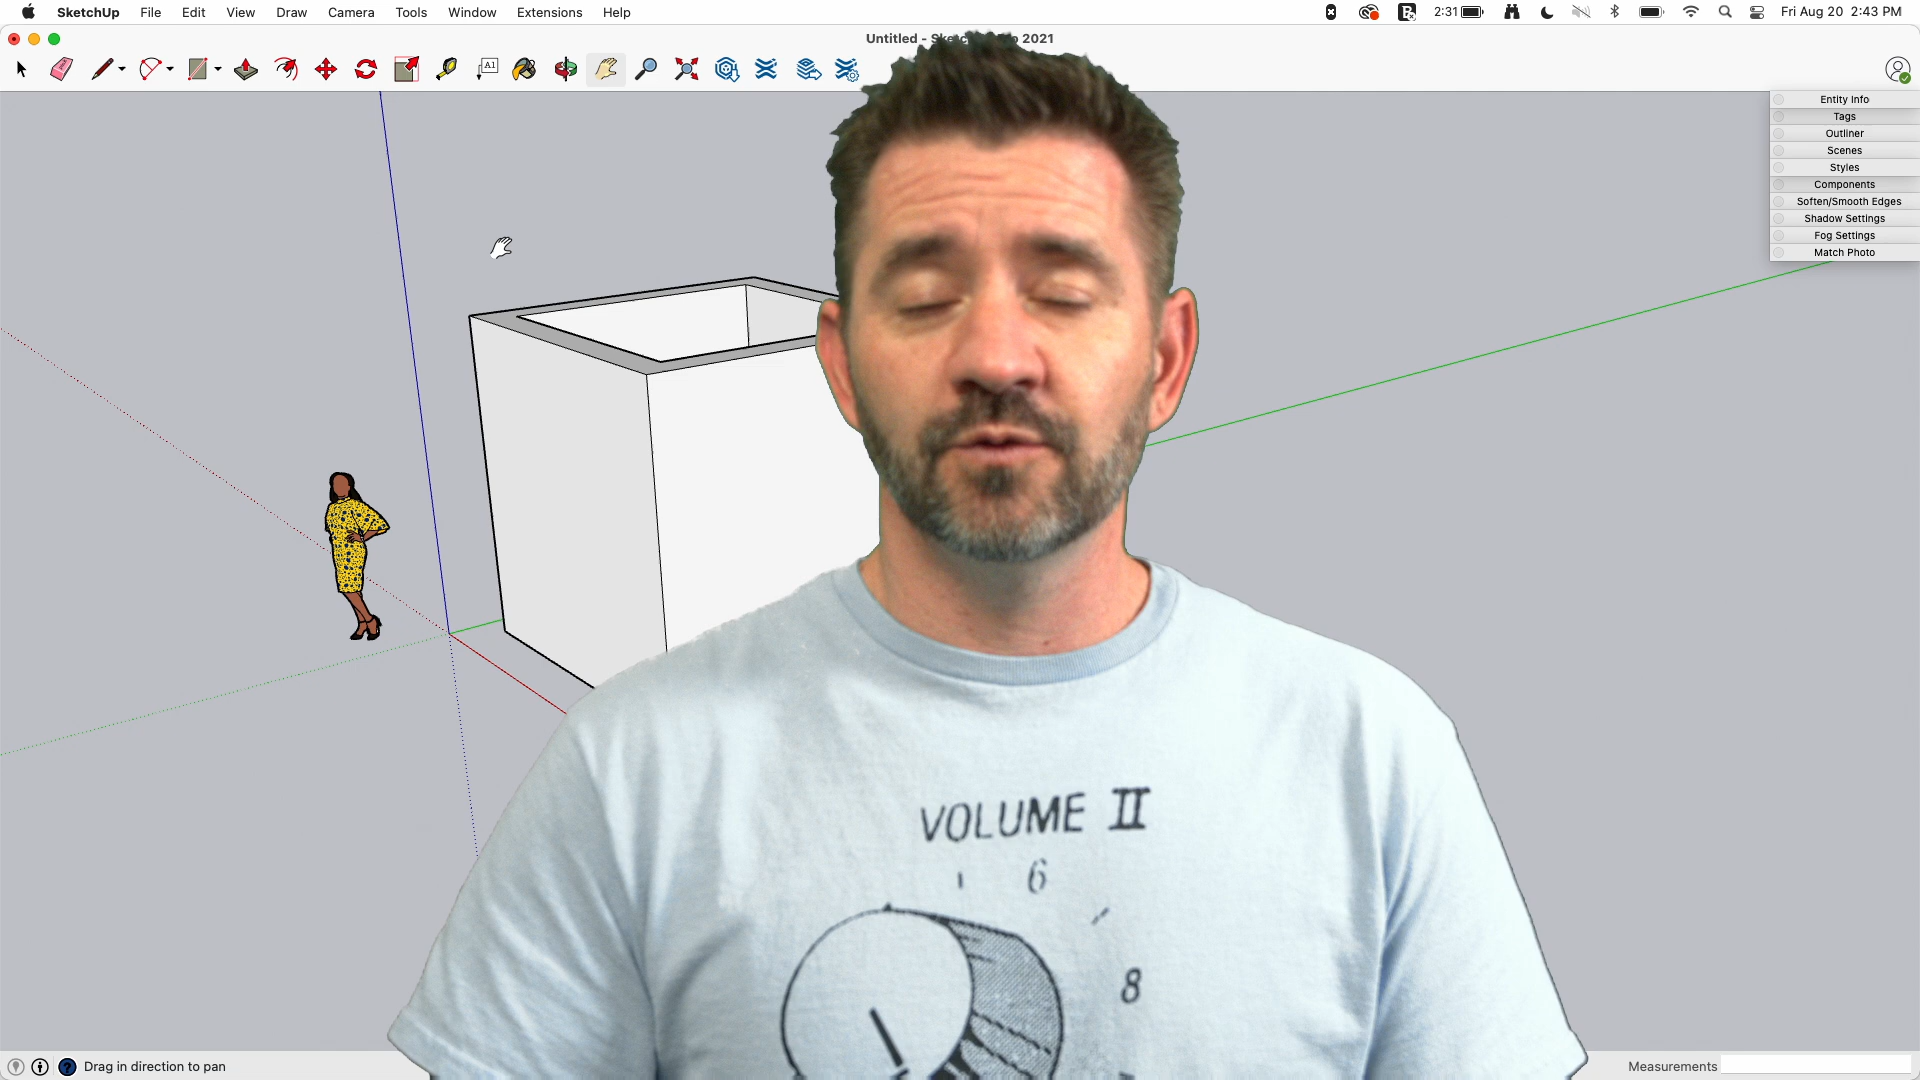 SketchUp File Edit View Draw Camera Tools Window Extensions Help
2:31 Fri Aug 20 2:43 PM
Untitled - Sk 2021
A1
Entity Info
Tags
Outliner
Scenes
Styles
Components
Soften/Smooth Edges
Shadow Settings
Fog Settings
Match Photo
VOLUME II
6
8
Drag in direction to pan
Measurements